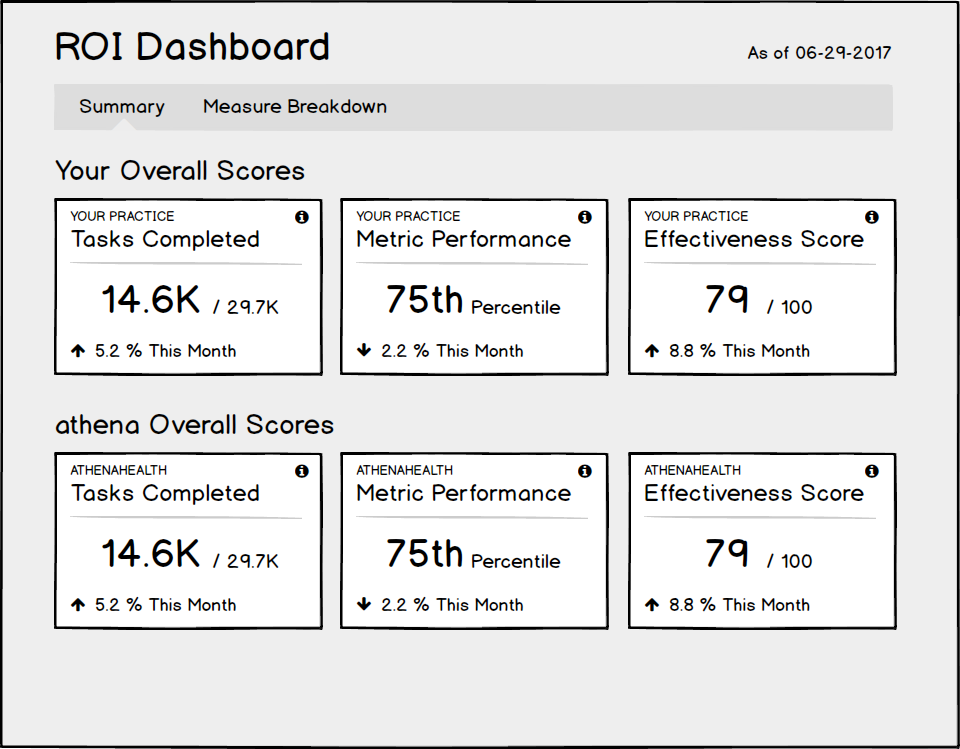 ROI Dashboard
As of 06-29-2017
Summary Measure Breakdown
Your Overall Scores
YOUR PRACTICE
Tasks Completed
14.6K / 29.7K
5.2 % This Month
YOUR PRACTICE
Metric Performance
75th Percentile
2.2 % This Month
YOUR PRACTICE
Effectiveness Score
79 / 100
8.8 % This Month
athena Overall Scores
ATHENAHEALTH
Tasks Completed
14.6K / 29.7K
5.2 % This Month
ATHENAHEALTH
Metric Performance
75th Percentile
2.2 % This Month
ATHENAHEALTH
Effectiveness Score
79 / 100
8.8 % This Month